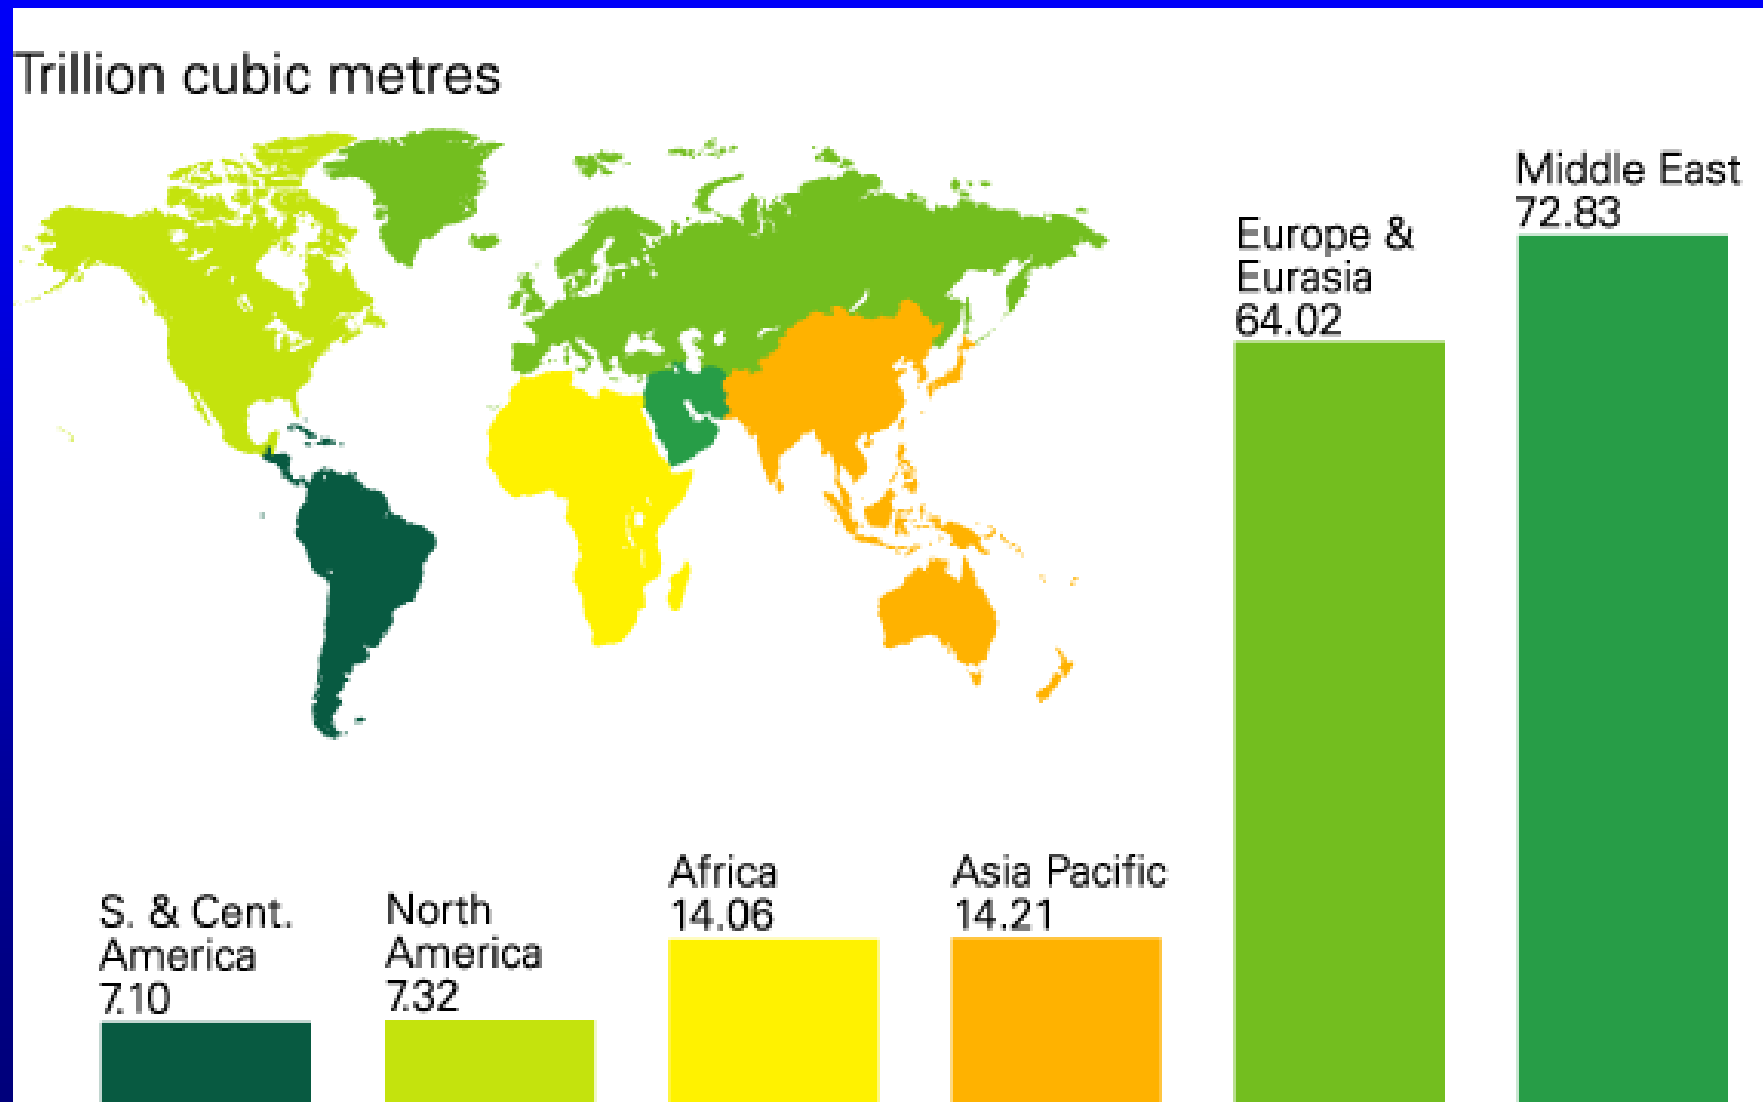 Trillion cubic metres
Middle East
72.83
Europe &
Eurasia
64.02
Africa
14.06
Asia Pacific
14.21
S. & Cent.
America
7.10
North
America
7.32